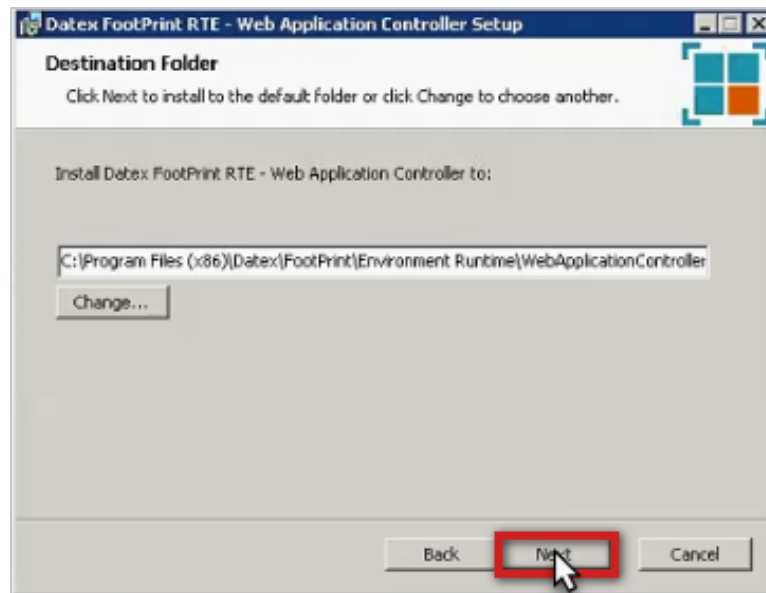 Datex FootPrint RTE - Web Application Controller Setup
Destination Folder
Click Next to install to the default folder or click Change to choose another.
Install Datex FootPrint RTE - Web Application Controller to:
C:\Program Files (x86)\Datex\FootPrint\Environment Runtime\WebApplicationController
Change...
Back Next Cancel